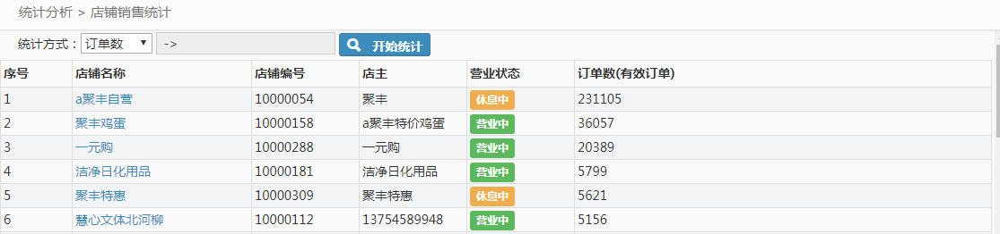 统计分析 > 店铺销售统计
统计方式：订单数 -> 开始统计
序号 店铺名称 店铺编号 店主 营业状态 订单数(有效订单)
1 a聚丰自营 10000054 聚丰 休息中 231105
2 聚丰鸡蛋 10000158 a聚丰特价鸡蛋 营业中 36057
3 一元购 10000288 一元购 营业中 20389
4 洁净日化用品 10000181 洁净日化用品 营业中 5799
5 聚丰特惠 10000309 聚丰特惠 休息中 5621
6 慧心文体北河柳 10000112 13754589948 营业中 5156